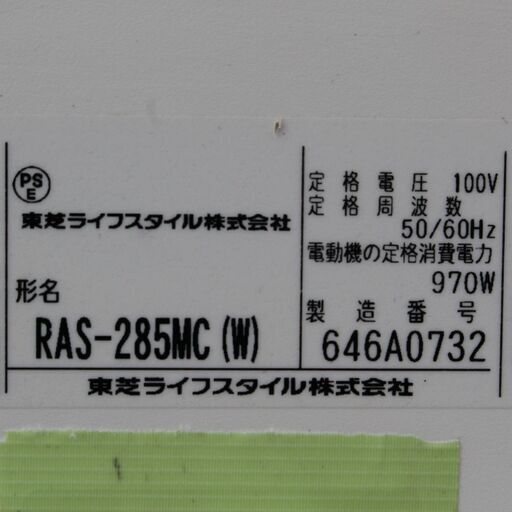 PS
E
東芝ライフスタイル株式会社
形名
RAS-285MC(W)
定格電圧 100V
定格周波数
50/60Hz
電動機の定格消費電力
970W
製造番号
646A0732
東芝ライフスタイル株式会社